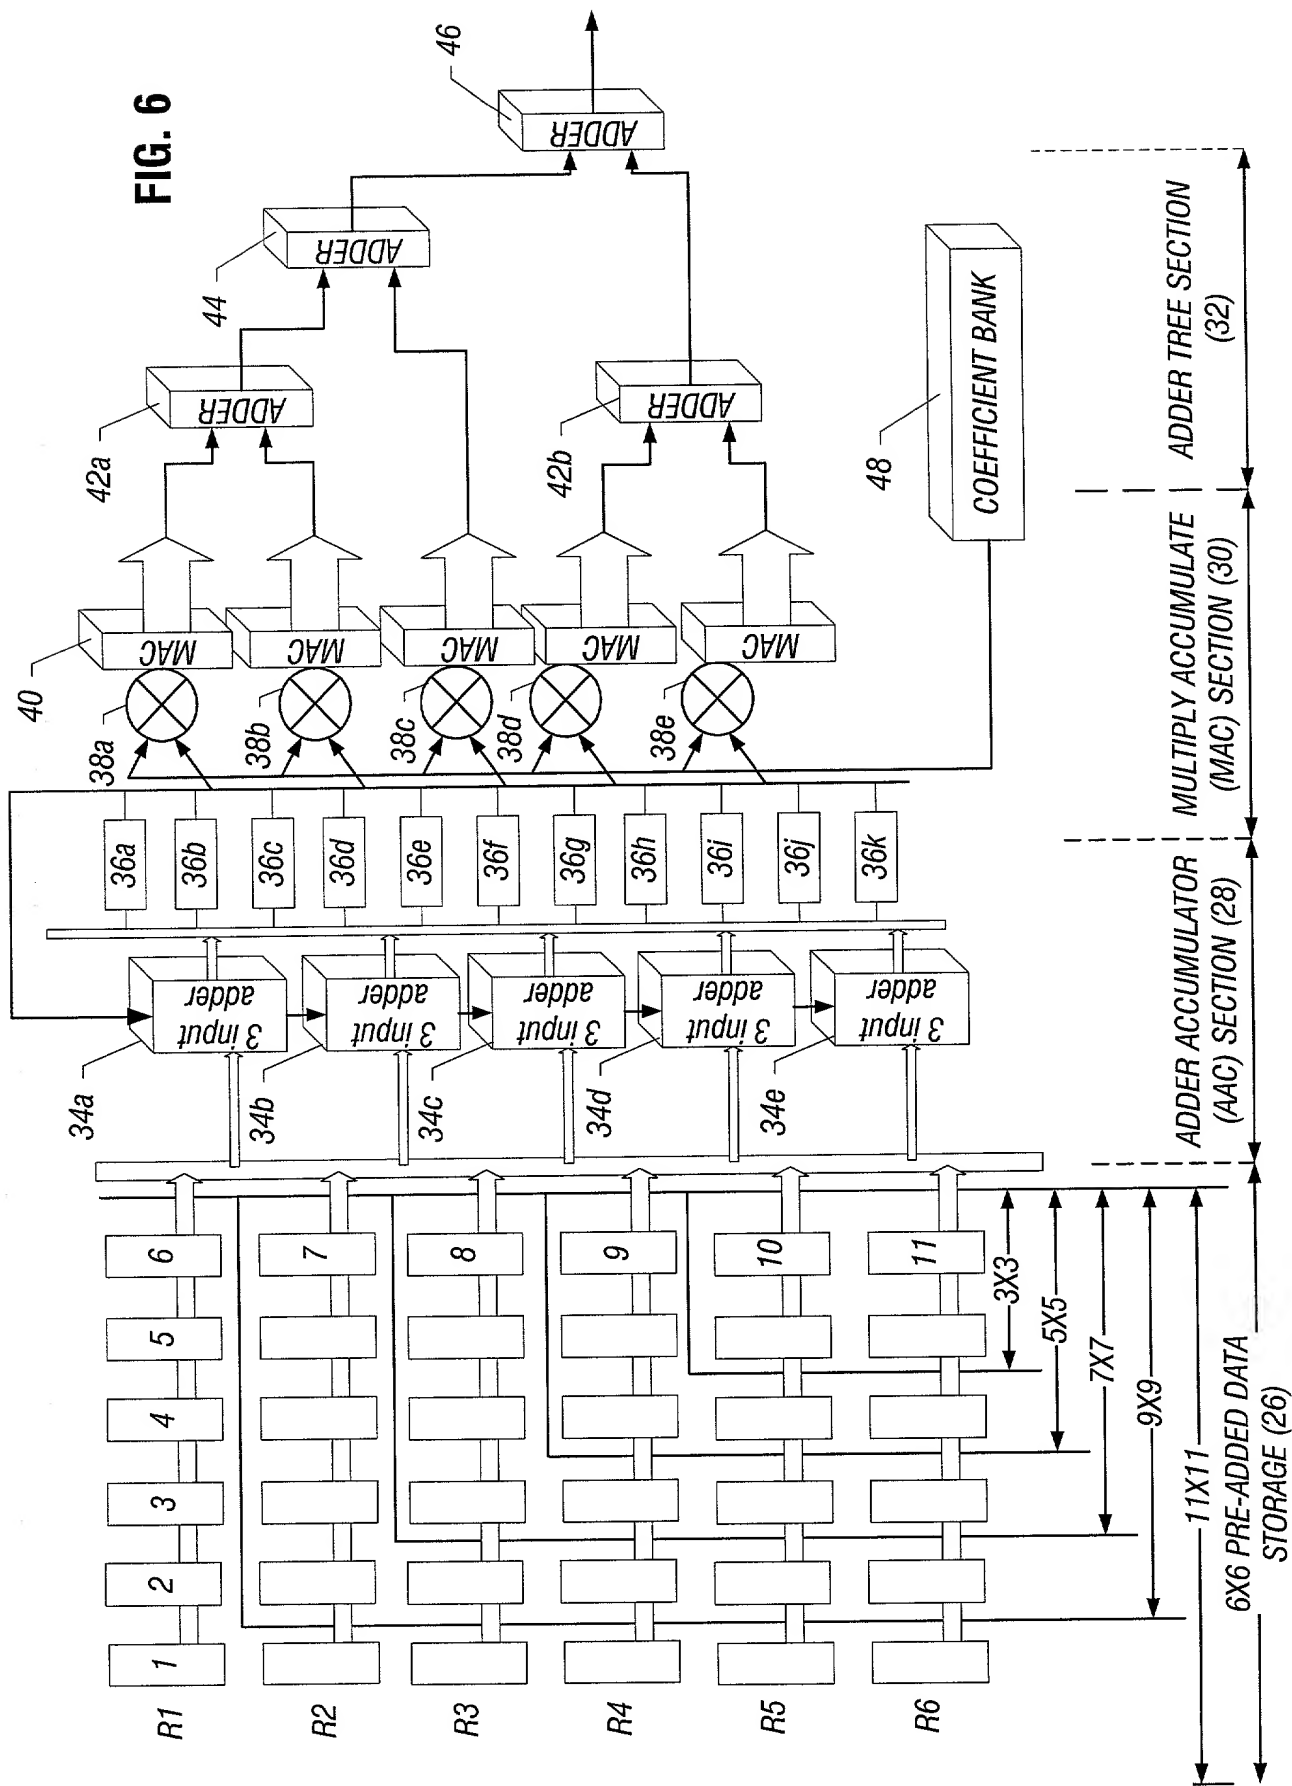 FIG. 6
46
ADDER
44
ADDER
42a
ADDER
42b
ADDER
48
COEFFICIENT BANK
40
MAC
MAC
MAC
MAC
MAC
38a
38b
38c
38d
38e
36a
36b
36c
36d
36e
36f
36g
36h
36i
36j
36k
34a
3 input
adder
34b
3 input
adder
34c
3 input
adder
34d
3 input
adder
34e
3 input
adder
R1
1
2
3
4
5
6
R2
7
R3
8
R4
9
R5
10
R6
11
3X3
5X5
7X7
9X9
11X11
6X6 PRE-ADDED DATA
STORAGE (26)
ADDER ACCUMULATOR
(AAC) SECTION (28)
MULTIPLY ACCUMULATE
(MAC) SECTION (30)
ADDER TREE SECTION
(32)